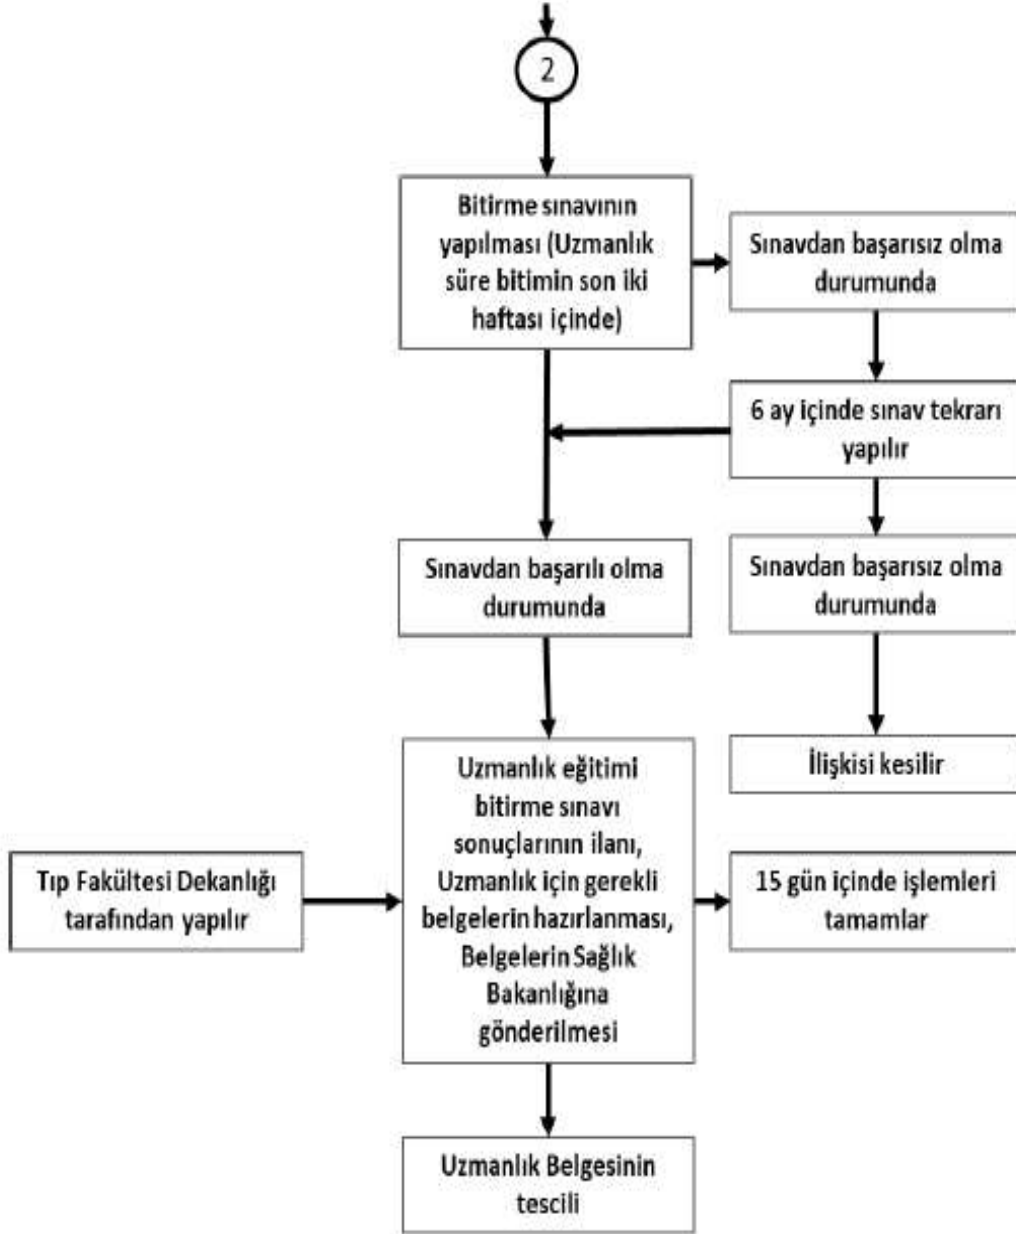 2
Bitirme sınavının
yapılması (Uzmanlık
süre bitimin son iki
haftası içinde)
Sınavdan başarısız olma
durumunda
6 ay içinde sınav tekrarı
yapılır
Sınavdan başarılı olma
durumunda
Sınavdan başarısız olma
durumunda
İlişkisi kesilir
Tıp Fakültesi Dekanlığı
tarafından yapılır
Uzmanlık eğitimi
bitirme sınavı
sonuçlarının ilanı,
Uzmanlık için gerekli
belgelerin hazırlanması,
Belgelerin Sağlık
Bakanlığına
gönderilmesi
15 gün içinde işlemleri
tamamlar
Uzmanlık Belgesinin
tescili